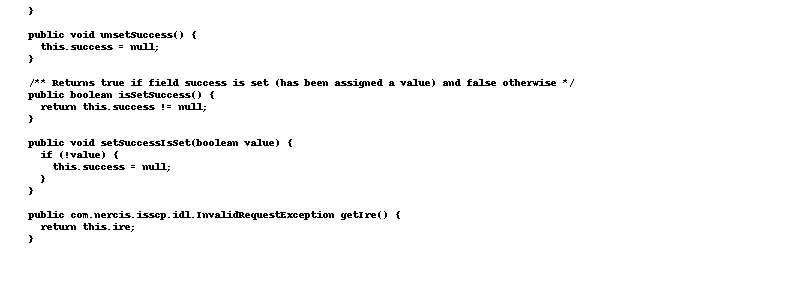 }

public void unsetSuccess() {
  this.success = null;
}

/** Returns true if field success is set (has been assigned a value) and false otherwise */
public boolean isSetSuccess() {
  return this.success != null;
}

public void setSuccessIsSet(boolean value) {
  if (!value) {
    this.success = null;
  }
}

public com.nercis.isscp.idl.InvalidRequestException getIre() {
  return this.ire;
}